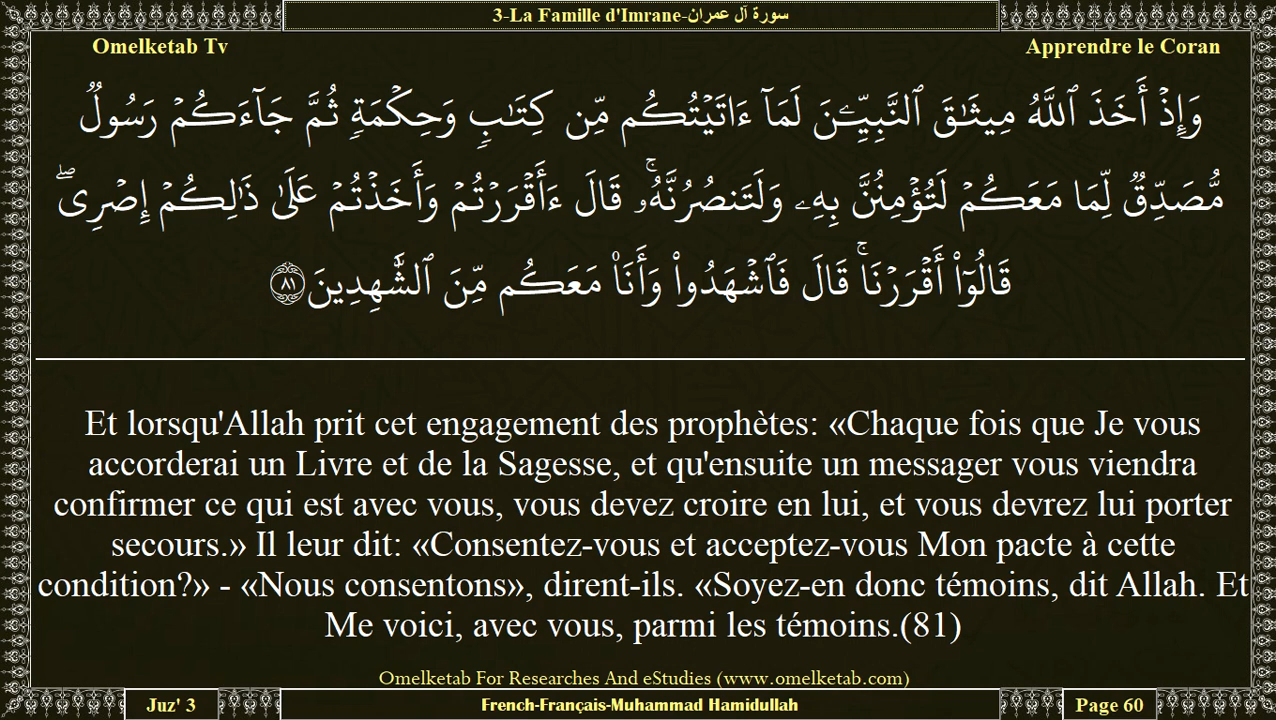 3-La Famille d'Imrane-سورة آل عمران
Omelketab Tv
Apprendre le Coran
وَإِذۡ أَخَذَ ٱللَّهُ مِيثَٰقَ ٱلنَّبِيِّـۧنَ لَمَآ ءَاتَيۡتُكُم مِّن كِتَٰبٖ وَحِكۡمَةٖ ثُمَّ جَآءَكُمۡ رَسُولٞ
مُّصَدِّقٞ لِّمَا مَعَكُمۡ لَتُؤۡمِنُنَّ بِهِۦ وَلَتَنصُرُنَّهُۥۚ قَالَ ءَأَقۡرَرۡتُمۡ وَأَخَذۡتُمۡ عَلَىٰ ذَٰلِكُمۡ إِصۡرِيۖ
قَالُوٓاْ أَقۡرَرۡنَاۚ قَالَ فَٱشۡهَدُواْ وَأَنَا۠ مَعَكُم مِّنَ ٱلشَّٰهِدِينَ ٨١
Et lorsqu'Allah prit cet engagement des prophètes: «Chaque fois que Je vous
accorderai un Livre et de la Sagesse, et qu'ensuite un messager vous viendra
confirmer ce qui est avec vous, vous devez croire en lui, et vous devrez lui porter
secours.» Il leur dit: «Consentez-vous et acceptez-vous Mon pacte à cette
condition?» - «Nous consentons», dirent-ils. «Soyez-en donc témoins, dit Allah. Et
Me voici, avec vous, parmi les témoins.(81)
Omelketab For Researches And eStudies (www.omelketab.com)
Juz' 3
French-Français-Muhammad Hamidullah
Page 60